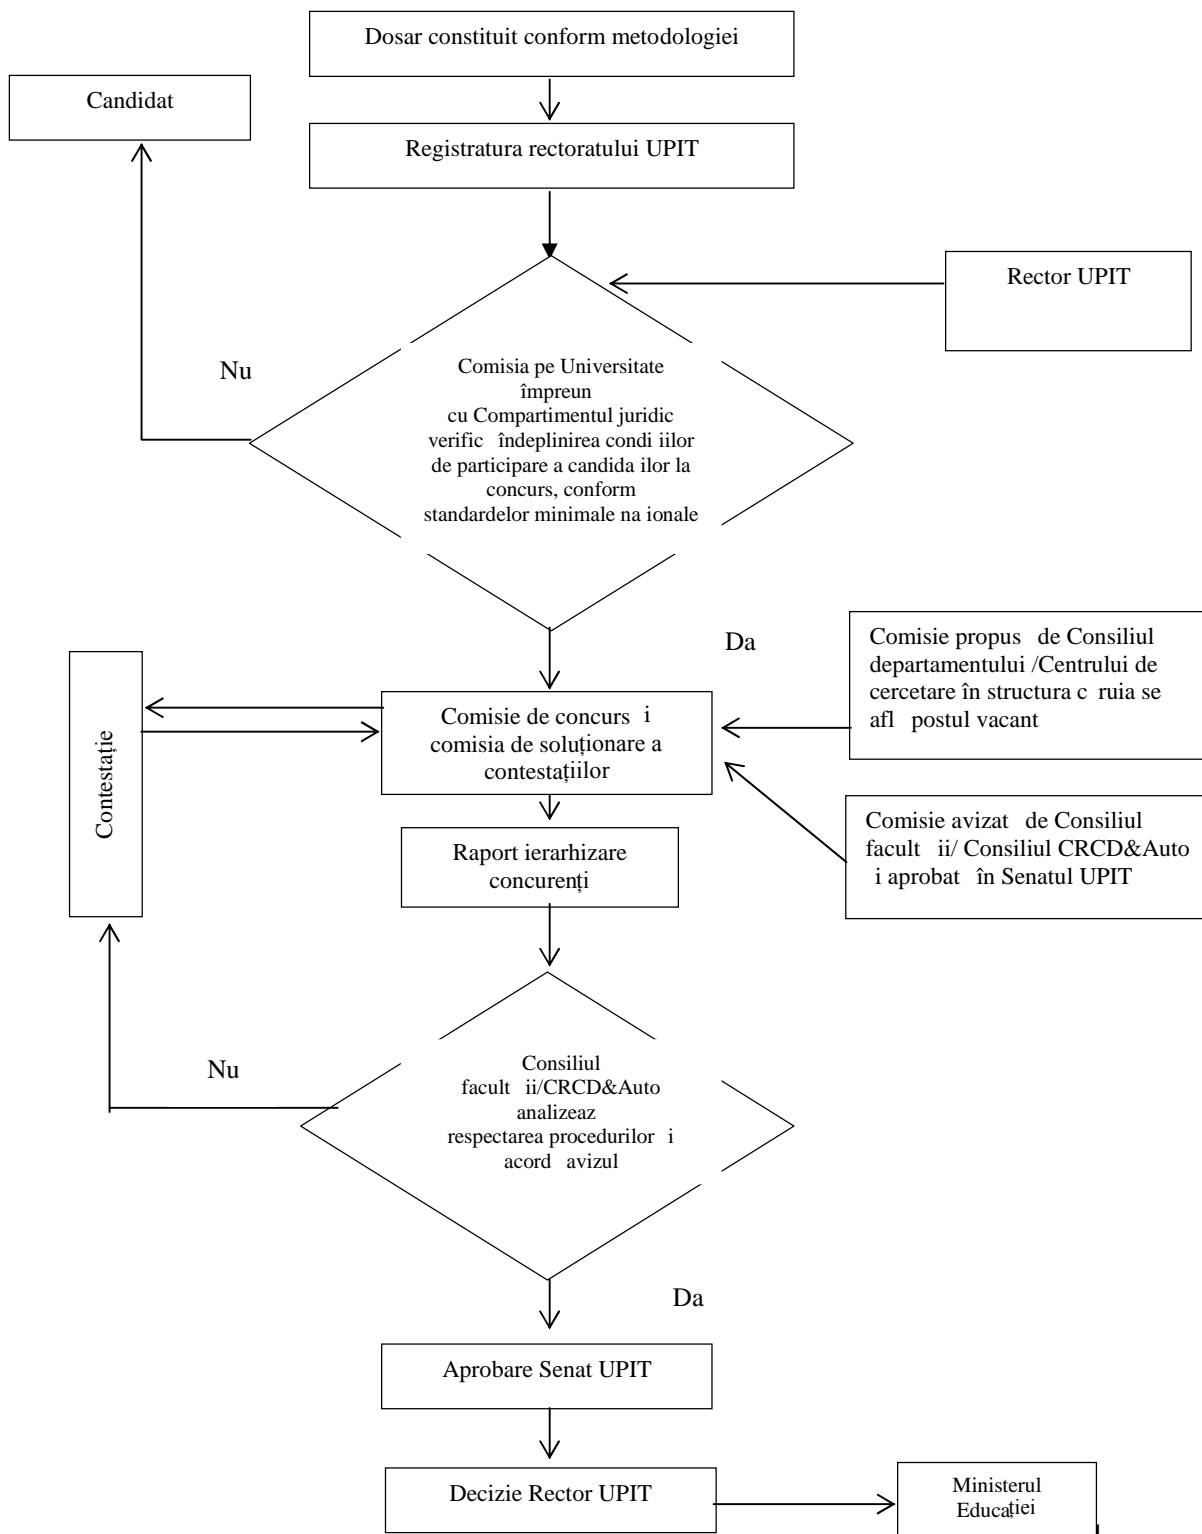 Dosar constituit conform metodologiei
Candidat
Registratura rectoratului UPIT
Rector UPIT
Nu
Comisia pe Universitate
împreun
cu Compartimentul juridic
verific îndeplinirea condi iilor
de participare a candida ilor la
concurs, conform
standardelor minimale na ionale
Da
Comisie propus de Consiliul
departamentului /Centrului de
cercetare în structura c ruia se
afl postul vacant
Contestație
Comisie de concurs i
comisia de soluționare a
contestațiilor
Comisie avizat de Consiliul
facult ii/ Consiliul CRCD&Auto
i aprobat în Senatul UPIT
Raport ierarhizare
concurenți
Nu
Consiliul
facult ii/CRCD&Auto
analizeaz
respectarea procedurilor i
acord avizul
Da
Aprobare Senat UPIT
Decizie Rector UPIT
Ministerul
Educației